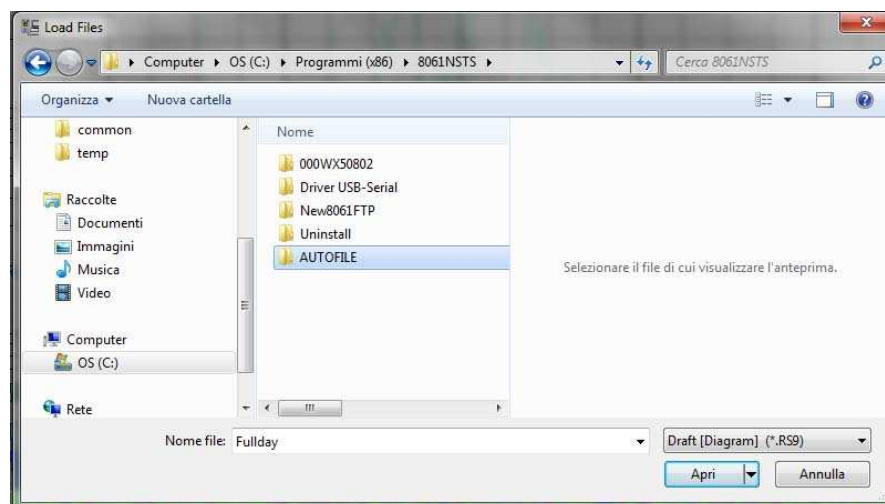 Load Files
Computer OS (C:) Programmi (x86) 8061NSTS
Cerca 8061NSTS
Organizza Nuova cartella
common
temp
Raccolte
Documenti
Immagini
Musica
Video
Computer
OS (C:)
Rete
Nome
000WX50802
Driver USB-Serial
New8061FTP
Uninstall
AUTOFILE
Selezionare il file di cui visualizzare l'anteprima.
Nome file: Fullday
Draft [Diagram] (*.RS9)
Apri Annulla